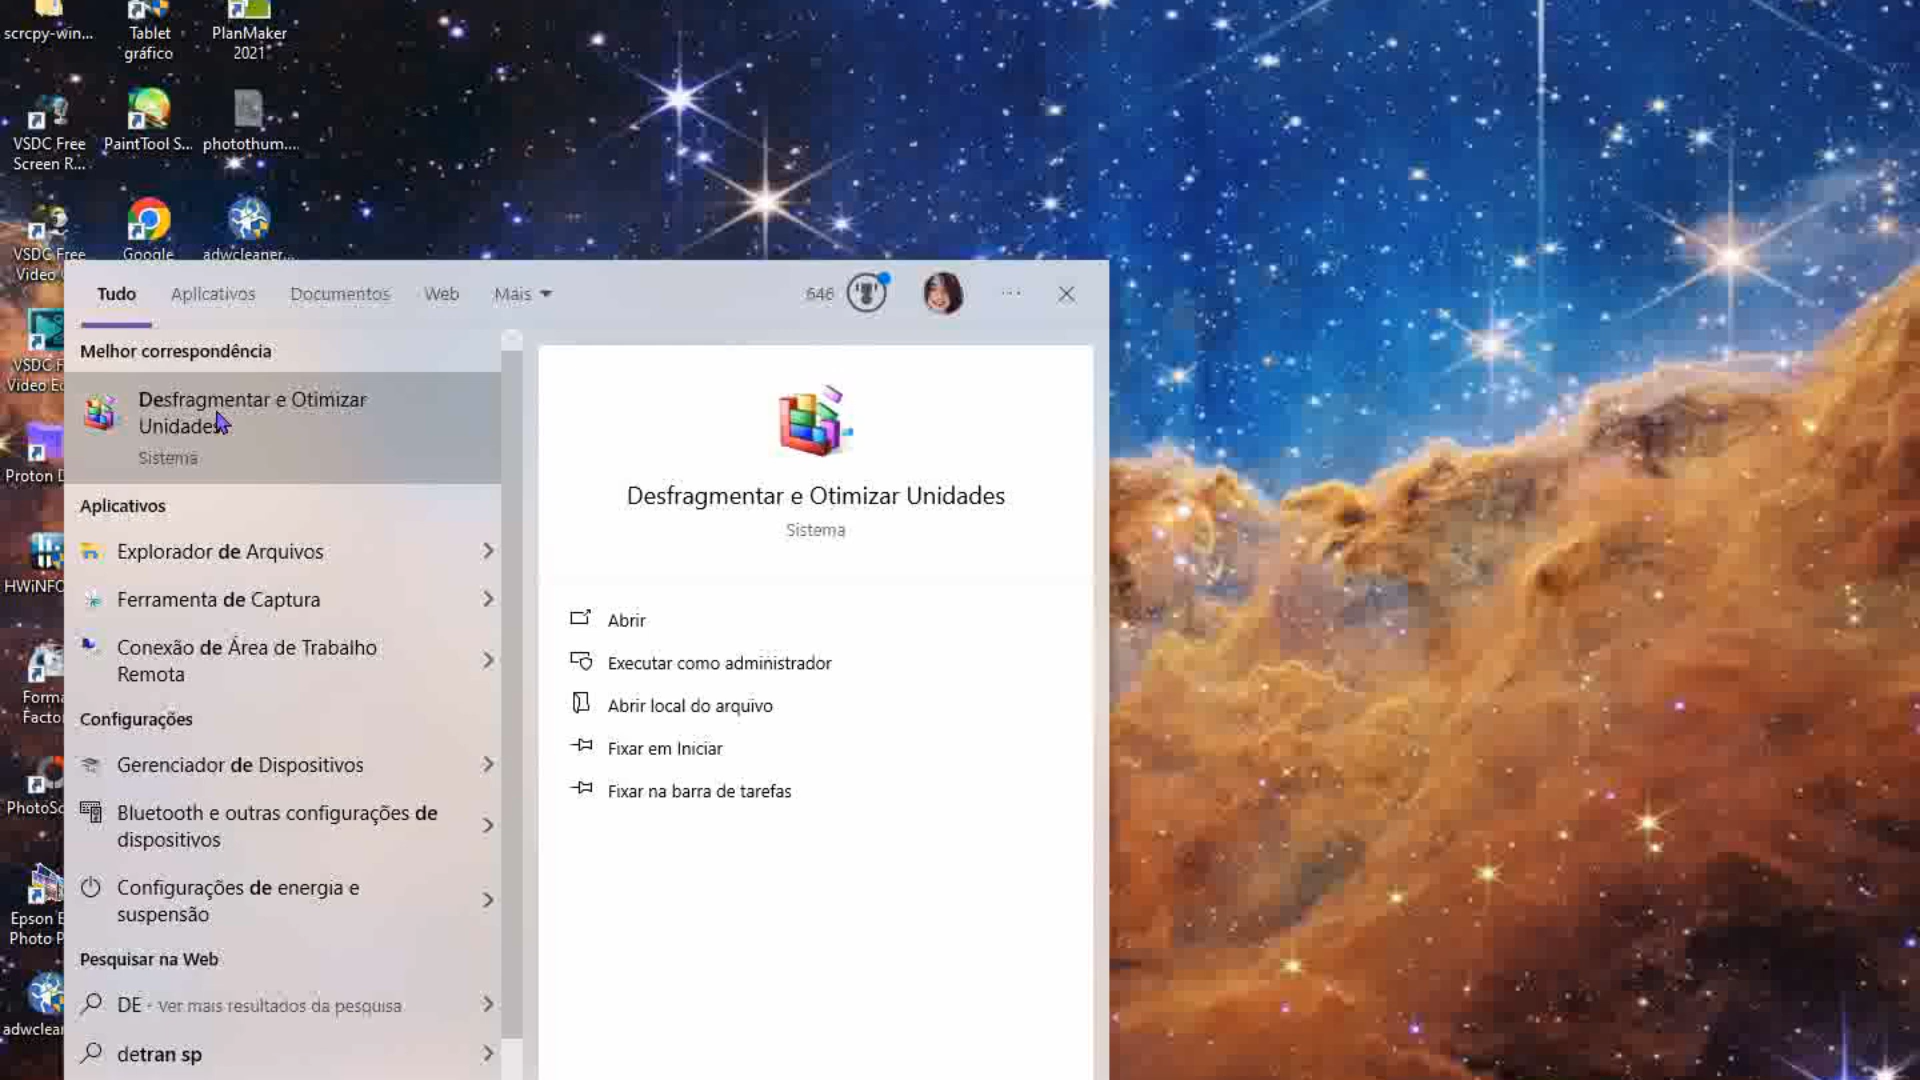 scrcpy-win...
Tablet
gráfico
PlanMaker
2021
VSDC Free
Screen R...
PaintTool S...
photothum....
VSDC Free
Video
Google
adwcleaner...
VSDC F
Video Ed
Proton D
HWiNFO
Forma
Facto
PhotoSc
Epson E
Photo P
adwclear
Tudo
Aplicativos
Documentos
Web
Mais
646
Melhor correspondência
Desfragmentar e Otimizar
Unidades
Sistema
Aplicativos
Explorador de Arquivos
Ferramenta de Captura
Conexão de Área de Trabalho
Remota
Configurações
Gerenciador de Dispositivos
Bluetooth e outras configurações de
dispositivos
Configurações de energia e
suspensão
Pesquisar na Web
DE - Ver mais resultados da pesquisa
detran sp
Desfragmentar e Otimizar Unidades
Sistema
Abrir
Executar como administrador
Abrir local do arquivo
Fixar em Iniciar
Fixar na barra de tarefas